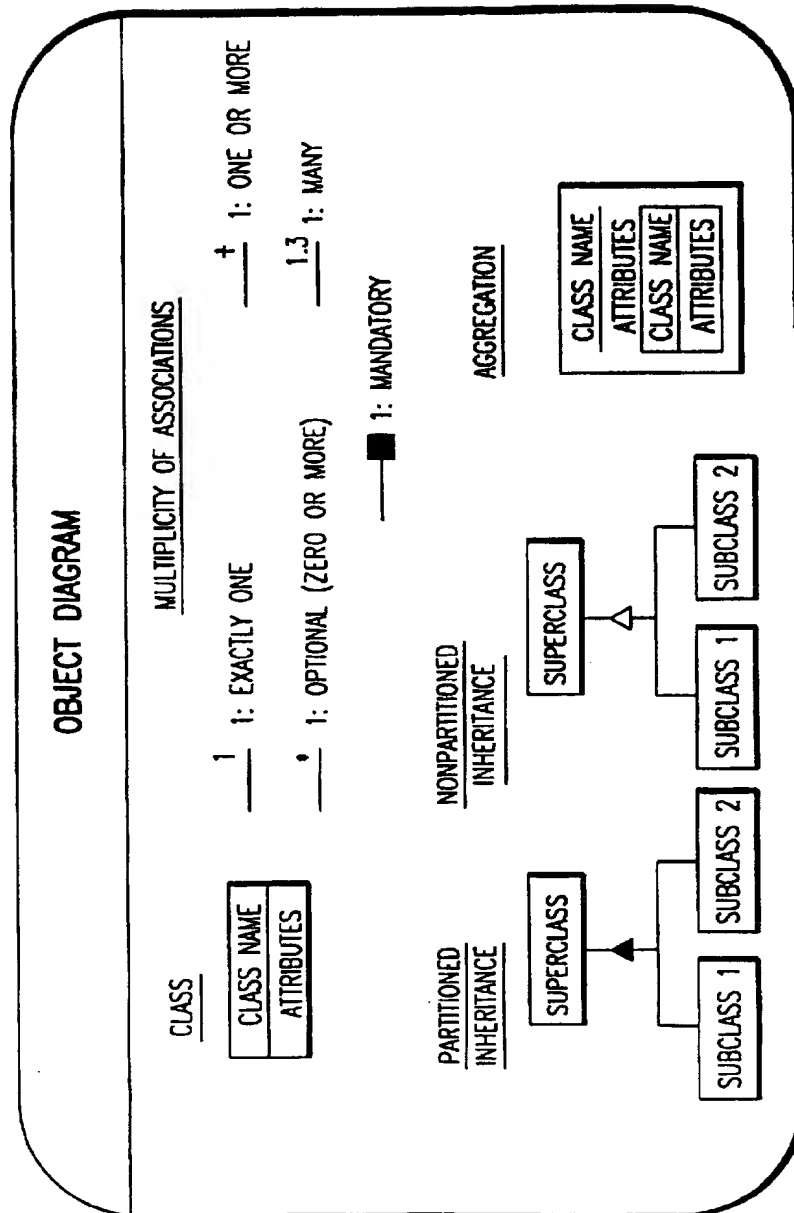 OBJECT DIAGRAM
CLASS
CLASS NAME
ATTRIBUTES
MULTIPLICITY OF ASSOCIATIONS
1 1: EXACTLY ONE
+ 1: ONE OR MORE
* 1: OPTIONAL (ZERO OR MORE)
1.3 1: MANY
1: MANDATORY
PARTITIONED
INHERITANCE
SUPERCLASS
SUBCLASS 1
SUBCLASS 2
NONPARTITIONED
INHERITANCE
SUPERCLASS
SUBCLASS 1
SUBCLASS 2
AGGREGATION
CLASS NAME
ATTRIBUTES
CLASS NAME
ATTRIBUTES